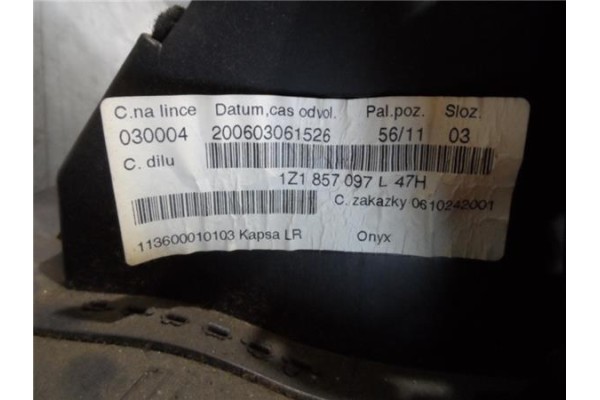 C.na lince Datum,cas odvol. Pal.poz. Sloz.
030004 200603061526 56/11 03
C. dilu
1Z1 857 097 L 47H
C. zakazky 0610242001
113600010103 Kapsa LR Onyx